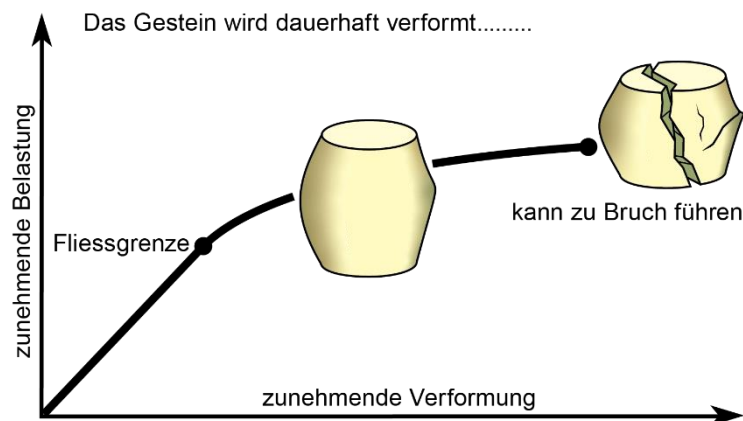 Das Gestein wird dauerhaft verformt.........
zunehmende Belastung
Fliessgrenze
kann zu Bruch führen
zunehmende Verformung